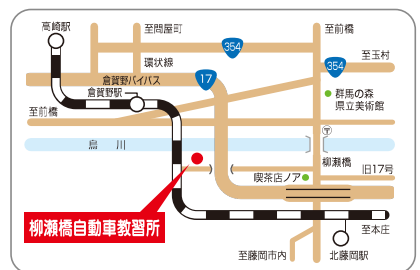 高崎駅
至問屋町
至前橋
354
環状線
至玉村
354
倉賀野バイパス
17
倉賀野駅
群馬の森
県立美術館
至前橋
〒
烏川
柳瀬橋
喫茶店ノア
旧17号
柳瀬橋自動車教習所
至本庄
至藤岡市内
北藤岡駅